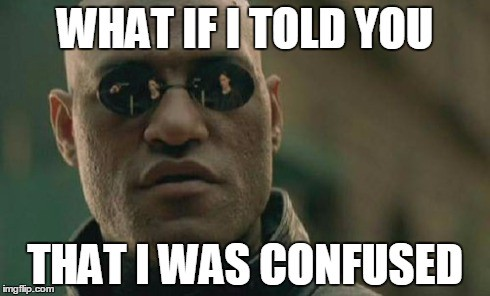 WHAT IF I TOLD YOU
THAT I WAS CONFUSED
imgflip.com